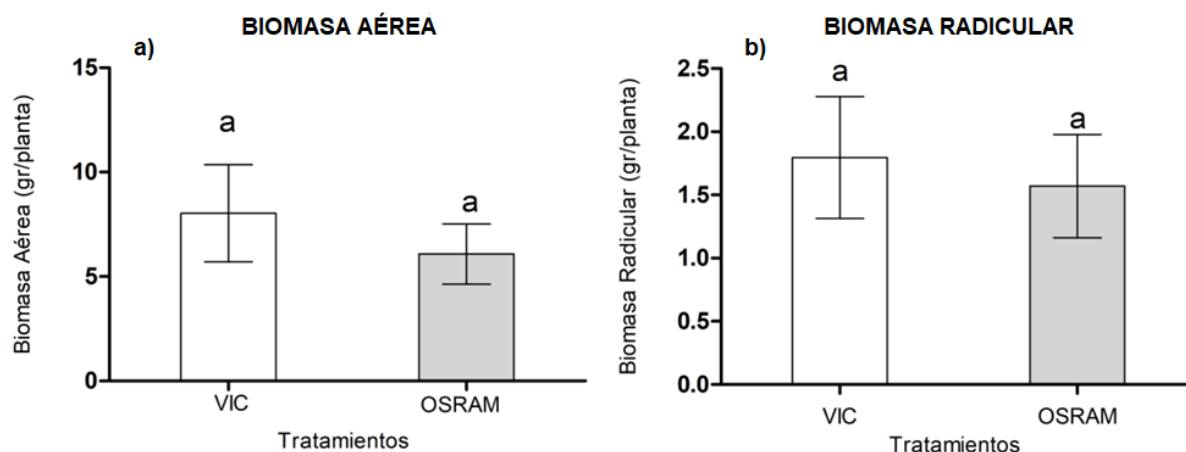 BIOMASA AÉREA
a)
15
10
5
0
Biomasa Aérea (gr/planta)
a
a
VIC
OSRAM
Tratamientos
BIOMASA RADICULAR
b)
2.5
2.0
1.5
1.0
0.5
0.0
Biomasa Radicular (gr/planta)
a
a
VIC
OSRAM
Tratamientos